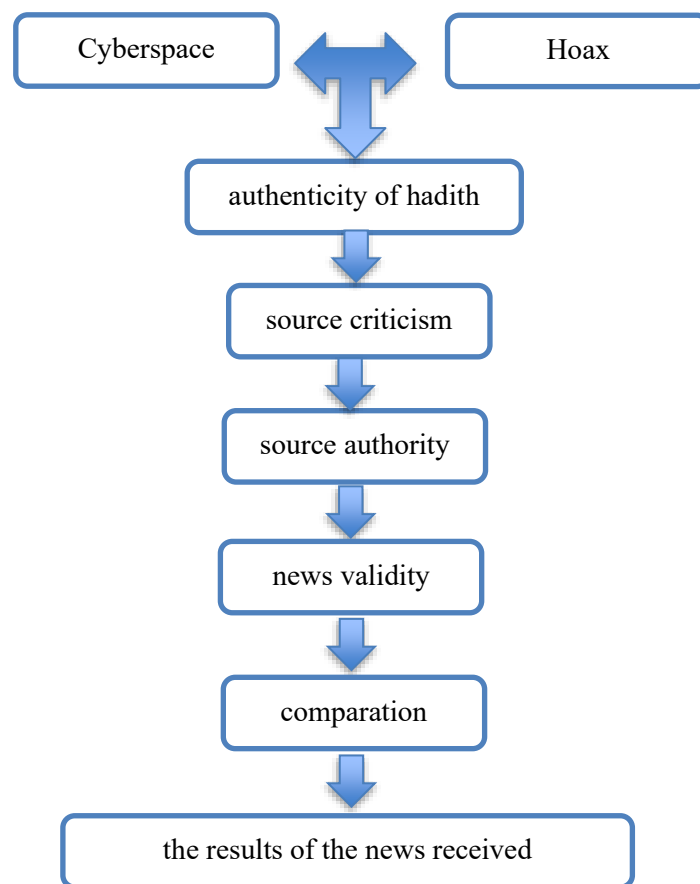 Cyberspace
Hoax
authenticity of hadith
source criticism
source authority
news validity
comparation
the results of the news received